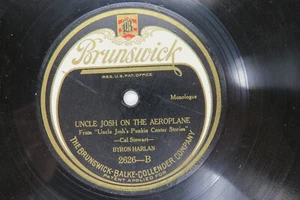 B
Brunswick
REG. U.S. PAT. OFFICE.
Monologue
UNCLE JOSH ON THE AEROPLANE
From "Uncle Josh's Punkin Center Stories"
—Cal Stewart—
BYRON HARLAN
2626—B
THE BRUNSWICK-BALKE-COLLENDER COMPANY
PATENT APPLIED FOR